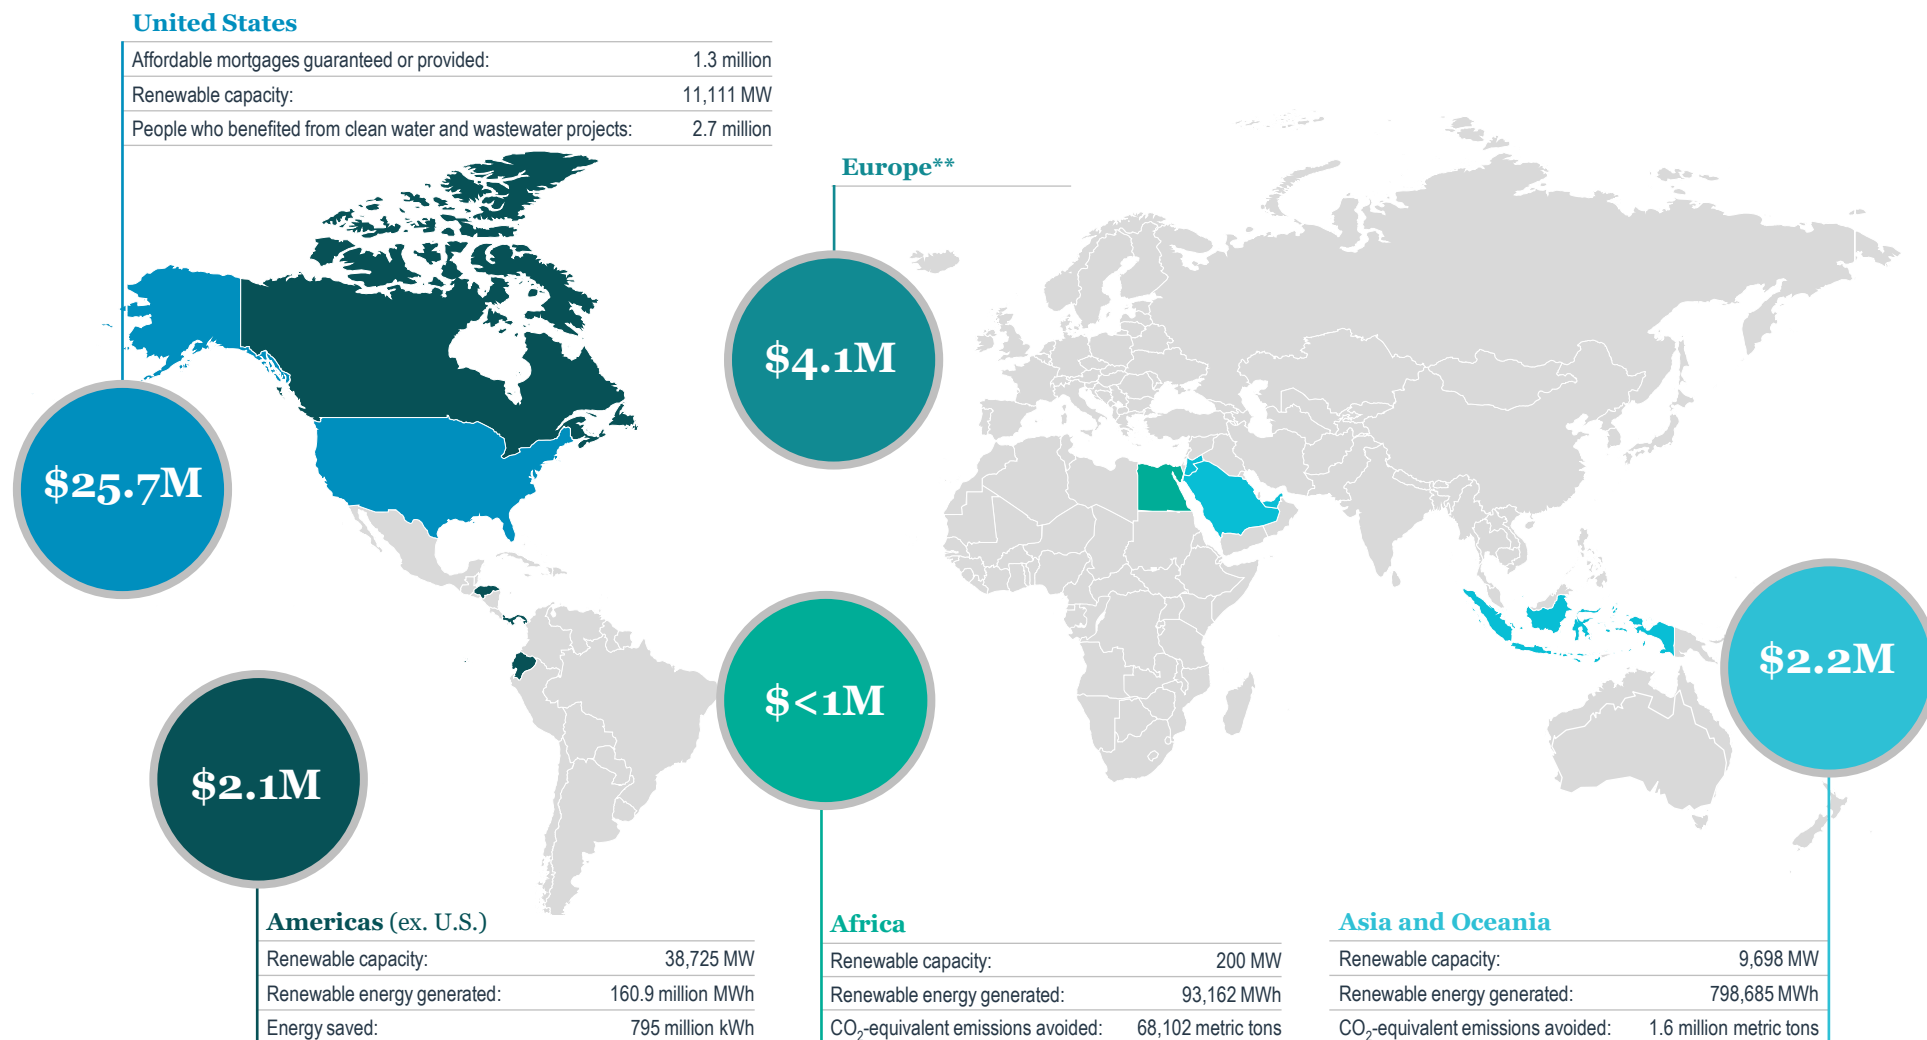 United States
Affordable mortgages guaranteed or provided: 1.3 million
Renewable capacity: 11,111 MW
People who benefited from clean water and wastewater projects: 2.7 million
Europe**
$4.1M
$25.7M
$<1M
$2.2M
$2.1M
Americas (ex. U.S.)
Renewable capacity: 38,725 MW
Renewable energy generated: 160.9 million MWh
Energy saved: 795 million kWh
Africa
Renewable capacity: 200 MW
Renewable energy generated: 93,162 MWh
CO₂-equivalent emissions avoided: 68,102 metric tons
Asia and Oceania
Renewable capacity: 9,698 MW
Renewable energy generated: 798,685 MWh
CO₂-equivalent emissions avoided: 1.6 million metric tons